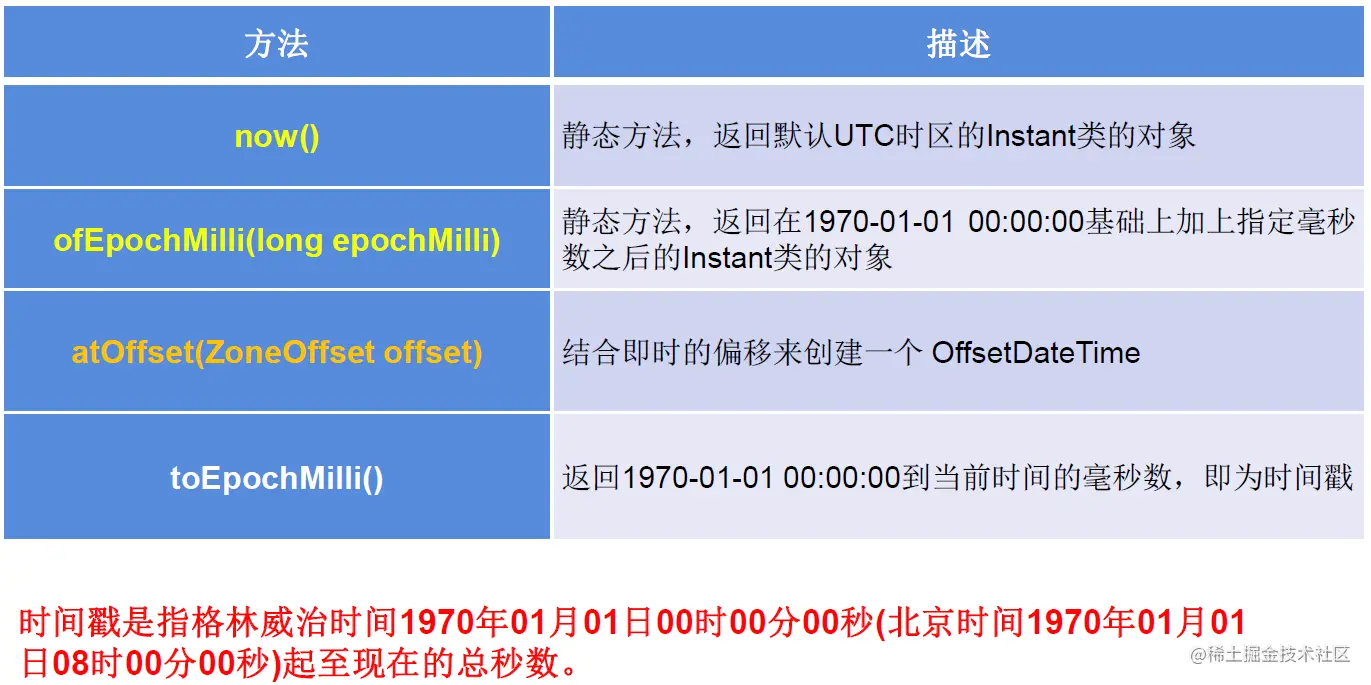 方法
描述
now()
静态方法，返回默认UTC时区的Instant类的对象
ofEpochMilli(long epochMilli)
静态方法，返回在1970-01-01 00:00:00基础上加上指定毫秒
数之后的Instant类的对象
atOffset(ZoneOffset offset)
结合即时的偏移来创建一个 OffsetDateTime
toEpochMilli()
返回1970-01-01 00:00:00到当前时间的毫秒数，即为时间戳
时间戳是指格林威治时间1970年01月01日00时00分00秒(北京时间1970年01月01
日08时00分00秒)起至现在的总秒数。
@稀土掘金技术社区